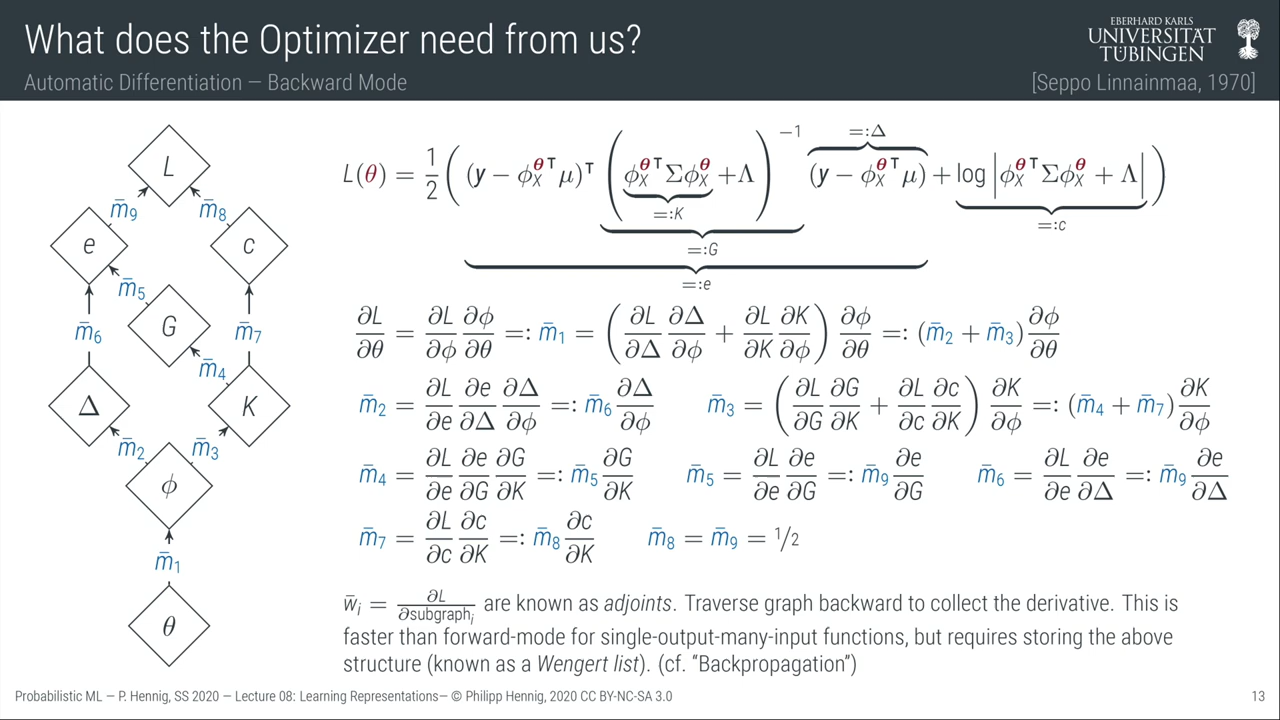 What does the Optimizer need from us?
EBERHARD KARLS
UNIVERSITÄT
TÜBINGEN
Automatic Differentiation — Backward Mode
[Seppo Linnainmaa, 1970]
L
m̄₉ m̄₈
e c
m̄₅
m̄₆ G m̄₇
m̄₄
Δ K
m̄₂ m̄₃
ϕ
m̄₁
θ
L(θ) = 1/2 ( (y − ϕ_X^θ⊤ μ)⊤ ( ϕ_X^θ⊤ Σ ϕ_X^θ + Λ )^−1 (y − ϕ_X^θ⊤ μ) + log | ϕ_X^θ⊤ Σ ϕ_X^θ + Λ | )
=:Δ
=:K
=:c
=:G
=:e
∂L/∂θ = ∂L/∂ϕ ∂ϕ/∂θ =: m̄₁ = ( ∂L/∂Δ ∂Δ/∂ϕ + ∂L/∂K ∂K/∂ϕ ) ∂ϕ/∂θ =: (m̄₂ + m̄₃) ∂ϕ/∂θ
m̄₂ = ∂L/∂e ∂e/∂Δ ∂Δ/∂ϕ =: m̄₆ ∂Δ/∂ϕ m̄₃ = ( ∂L/∂G ∂G/∂K + ∂L/∂c ∂c/∂K ) ∂K/∂ϕ =: (m̄₄ + m̄₇) ∂K/∂ϕ
m̄₄ = ∂L/∂e ∂e/∂G ∂G/∂K =: m̄₅ ∂G/∂K m̄₅ = ∂L/∂e ∂e/∂G =: m̄₉ ∂e/∂G m̄₆ = ∂L/∂e ∂e/∂Δ =: m̄₉ ∂e/∂Δ
m̄₇ = ∂L/∂c ∂c/∂K =: m̄₈ ∂c/∂K m̄₈ = m̄₉ = 1/2
w̄ᵢ = ∂L/∂subgraphᵢ are known as adjoints. Traverse graph backward to collect the derivative. This is
faster than forward-mode for single-output-many-input functions, but requires storing the above
structure (known as a Wengert list). (cf. “Backpropagation”)
Probabilistic ML — P. Hennig, SS 2020 — Lecture 08: Learning Representations— © Philipp Hennig, 2020 CC BY-NC-SA 3.0
13